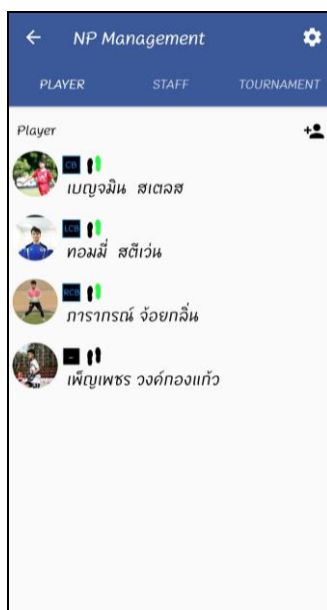 NP Management
PLAYER STAFF TOURNAMENT
Player
CB
เบญจมิน สเตลส
LCB
ทอมมี่ สตีเว่น
RCB
ภารากรณ์ จ้อยกลิ่น
-
เพ็ญเพชร วงค์ทองแก้ว